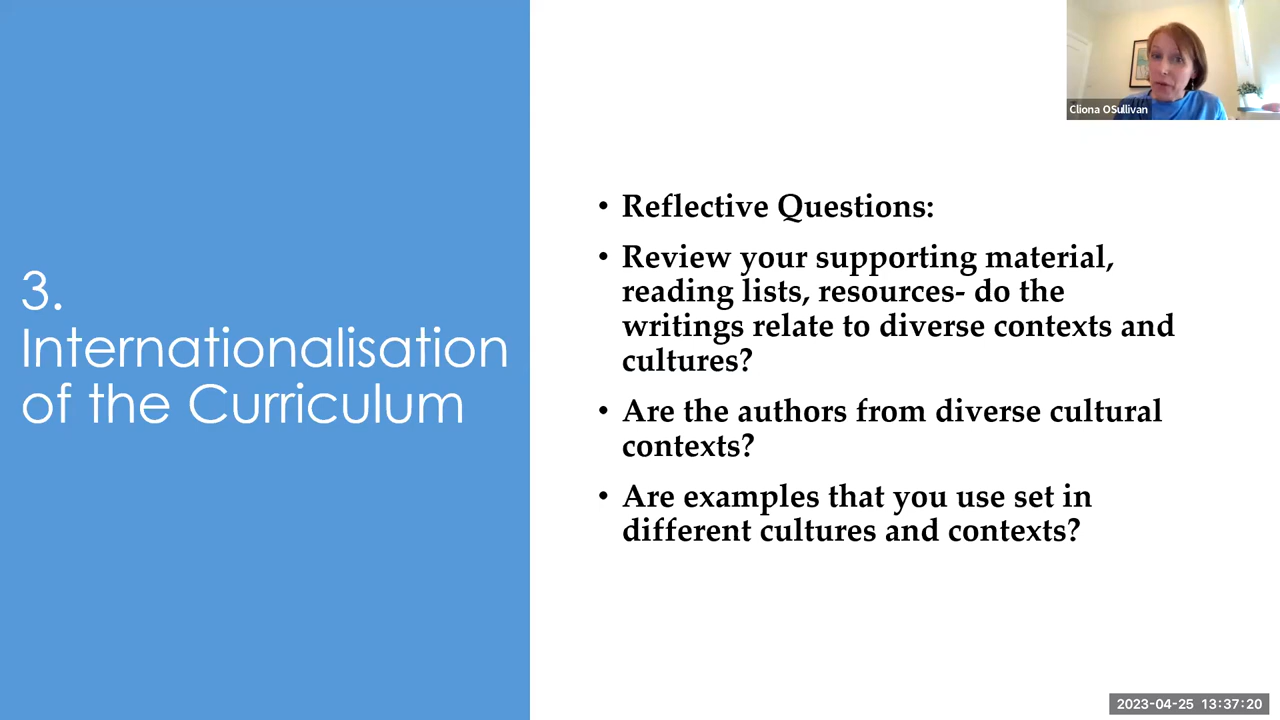 3.
Internationalisation
of the Curriculum
• Reflective Questions:
• Review your supporting material,
reading lists, resources- do the
writings relate to diverse contexts and
cultures?
• Are the authors from diverse cultural
contexts?
• Are examples that you use set in
different cultures and contexts?
Cliona OSullivan
2023-04-25 13:37:20